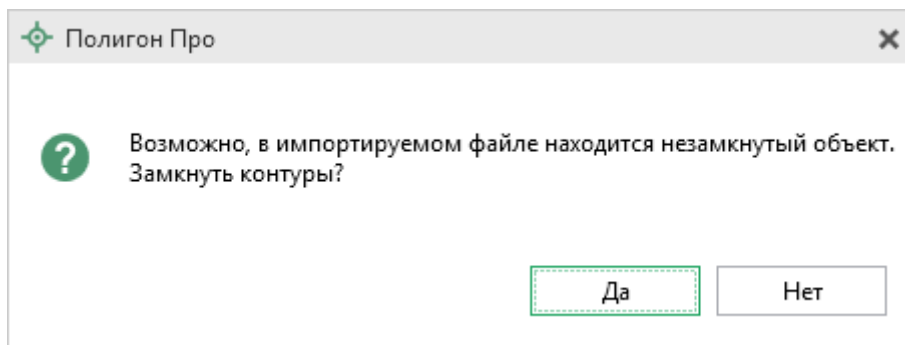 Полигон Про
Возможно, в импортируемом файле находится незамкнутый объект.
Замкнуть контуры?
Да
Нет